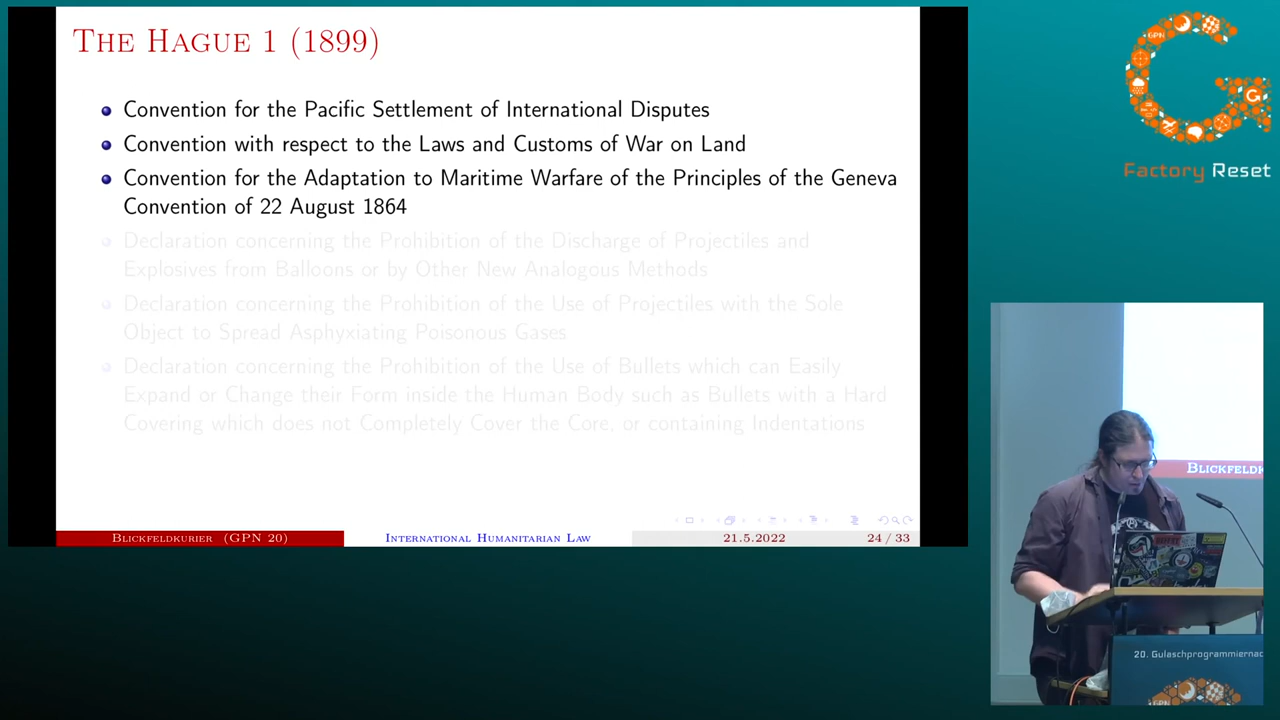 The Hague 1 (1899)
Convention for the Pacific Settlement of International Disputes
Convention with respect to the Laws and Customs of War on Land
Convention for the Adaptation to Maritime Warfare of the Principles of the Geneva
Convention of 22 August 1864
Declaration concerning the Prohibition of the Discharge of Projectiles and
Explosives from Balloons or by Other New Analogous Methods
Declaration concerning the Prohibition of the Use of Projectiles with the Sole
Object to Spread Asphyxiating Poisonous Gases
Declaration concerning the Prohibition of the Use of Bullets which can Easily
Expand or Change their Form inside the Human Body such as Bullets with a Hard
Covering which does not Completely Cover the Core, or containing Indentations
Blickfeldkurier (GPN 20)
International Humanitarian Law
21.5.2022
24 / 33
GPN
G
Factory Reset
Blickfeldk
20. Gulaschprogrammiernac
GPN